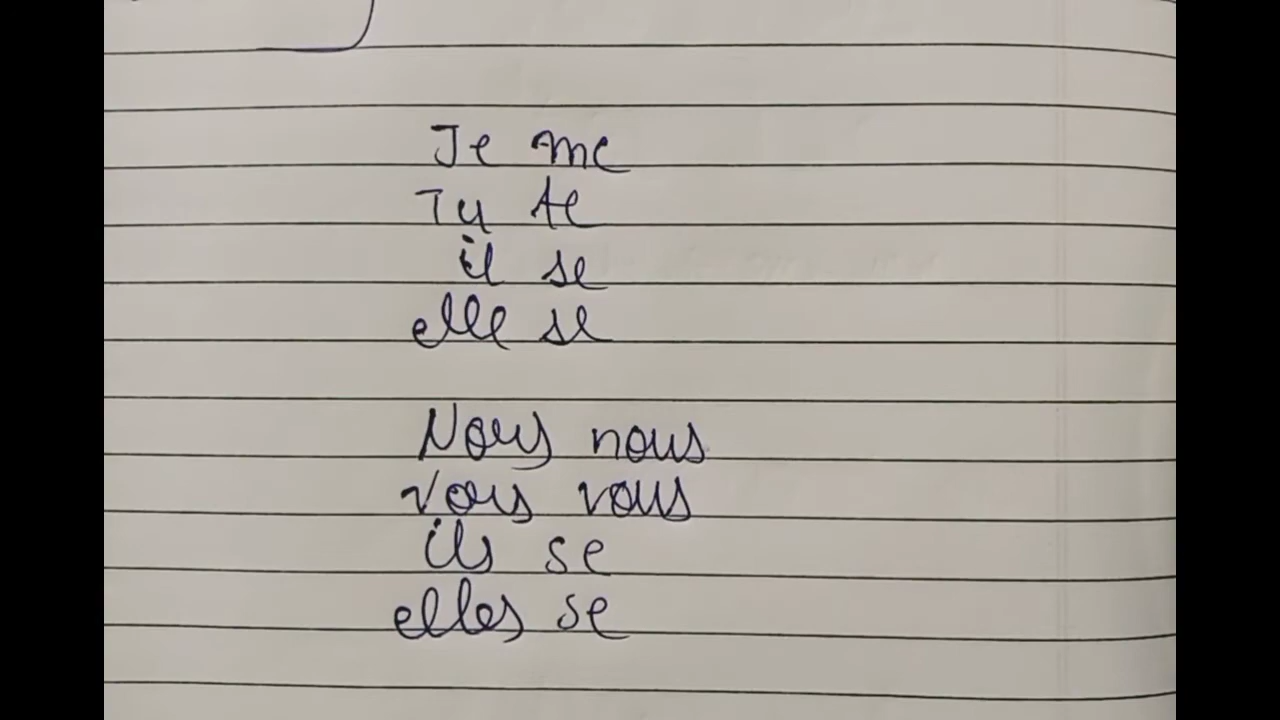 Je me
Tu te
il se
elle se
Nous nous
Vous vous
ils se
elles se